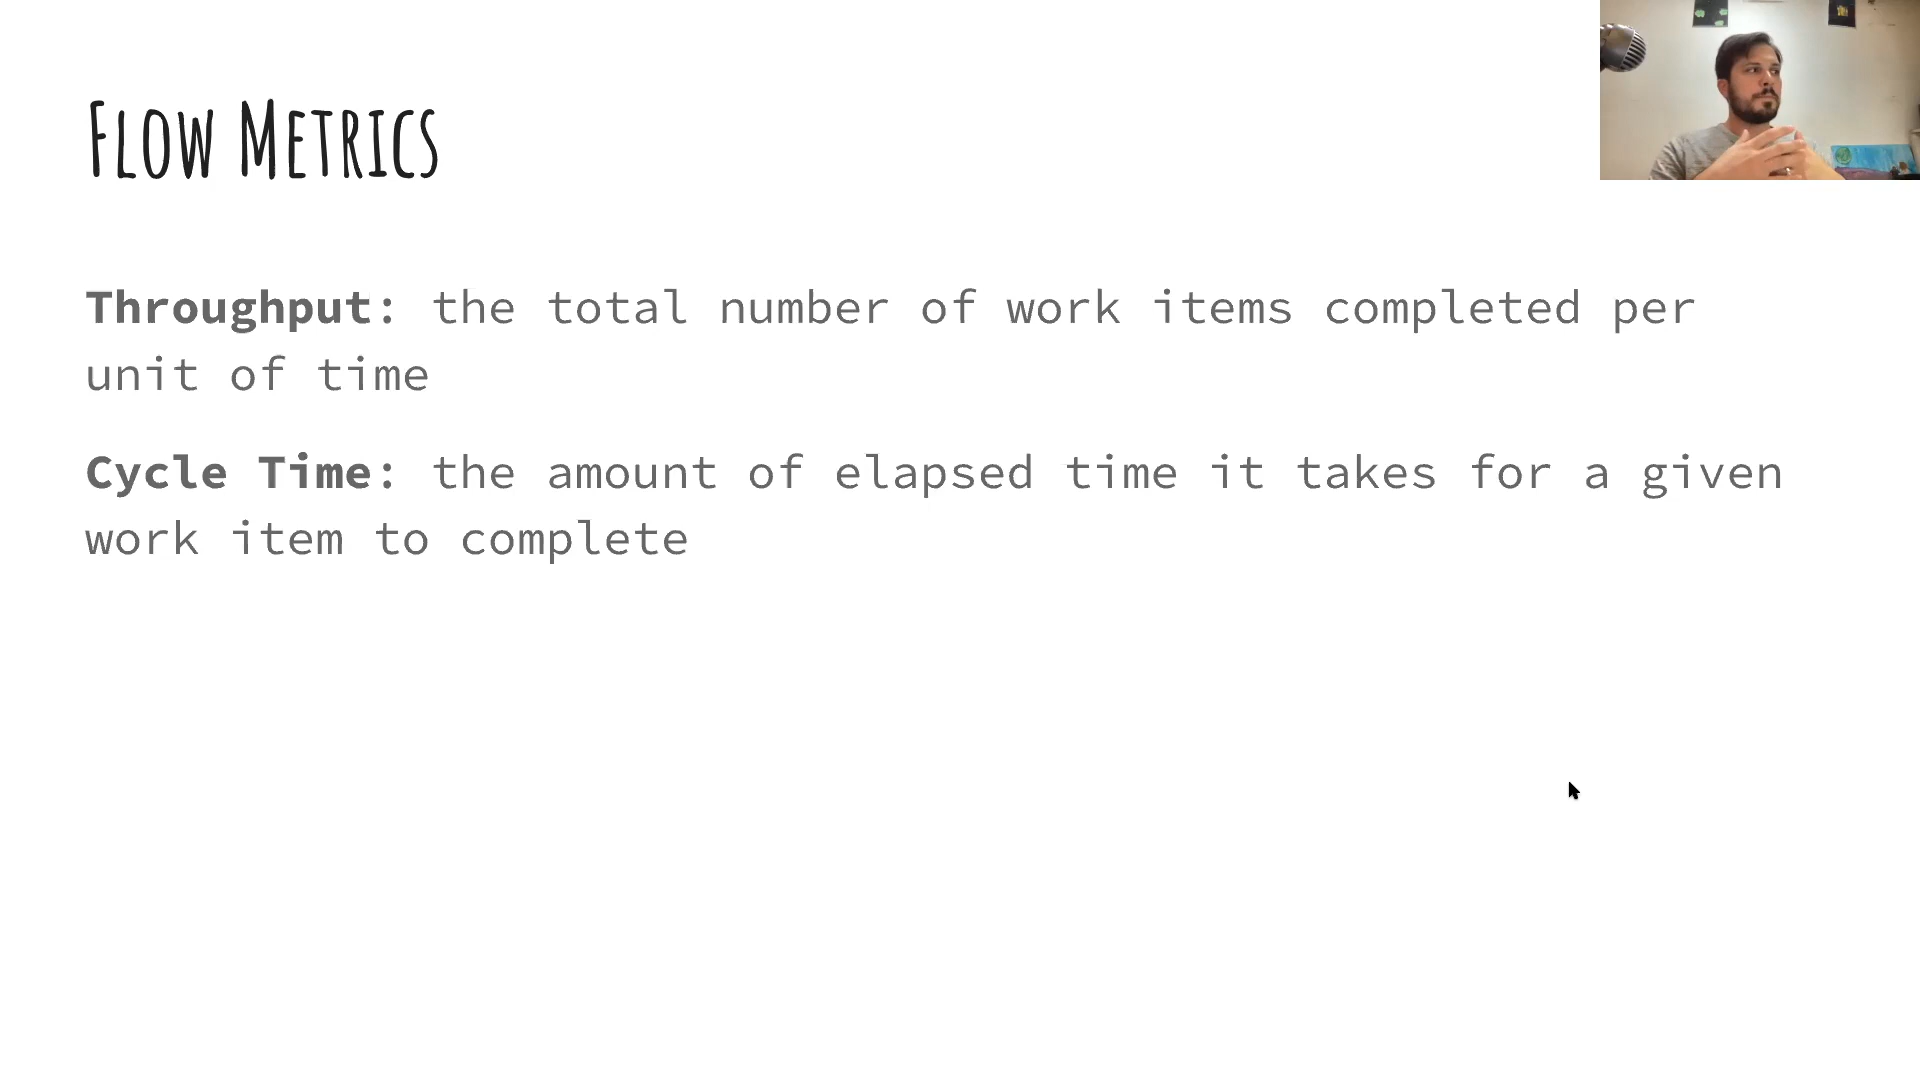 Flow Metrics
Throughput: the total number of work items completed per
unit of time
Cycle Time: the amount of elapsed time it takes for a given
work item to complete